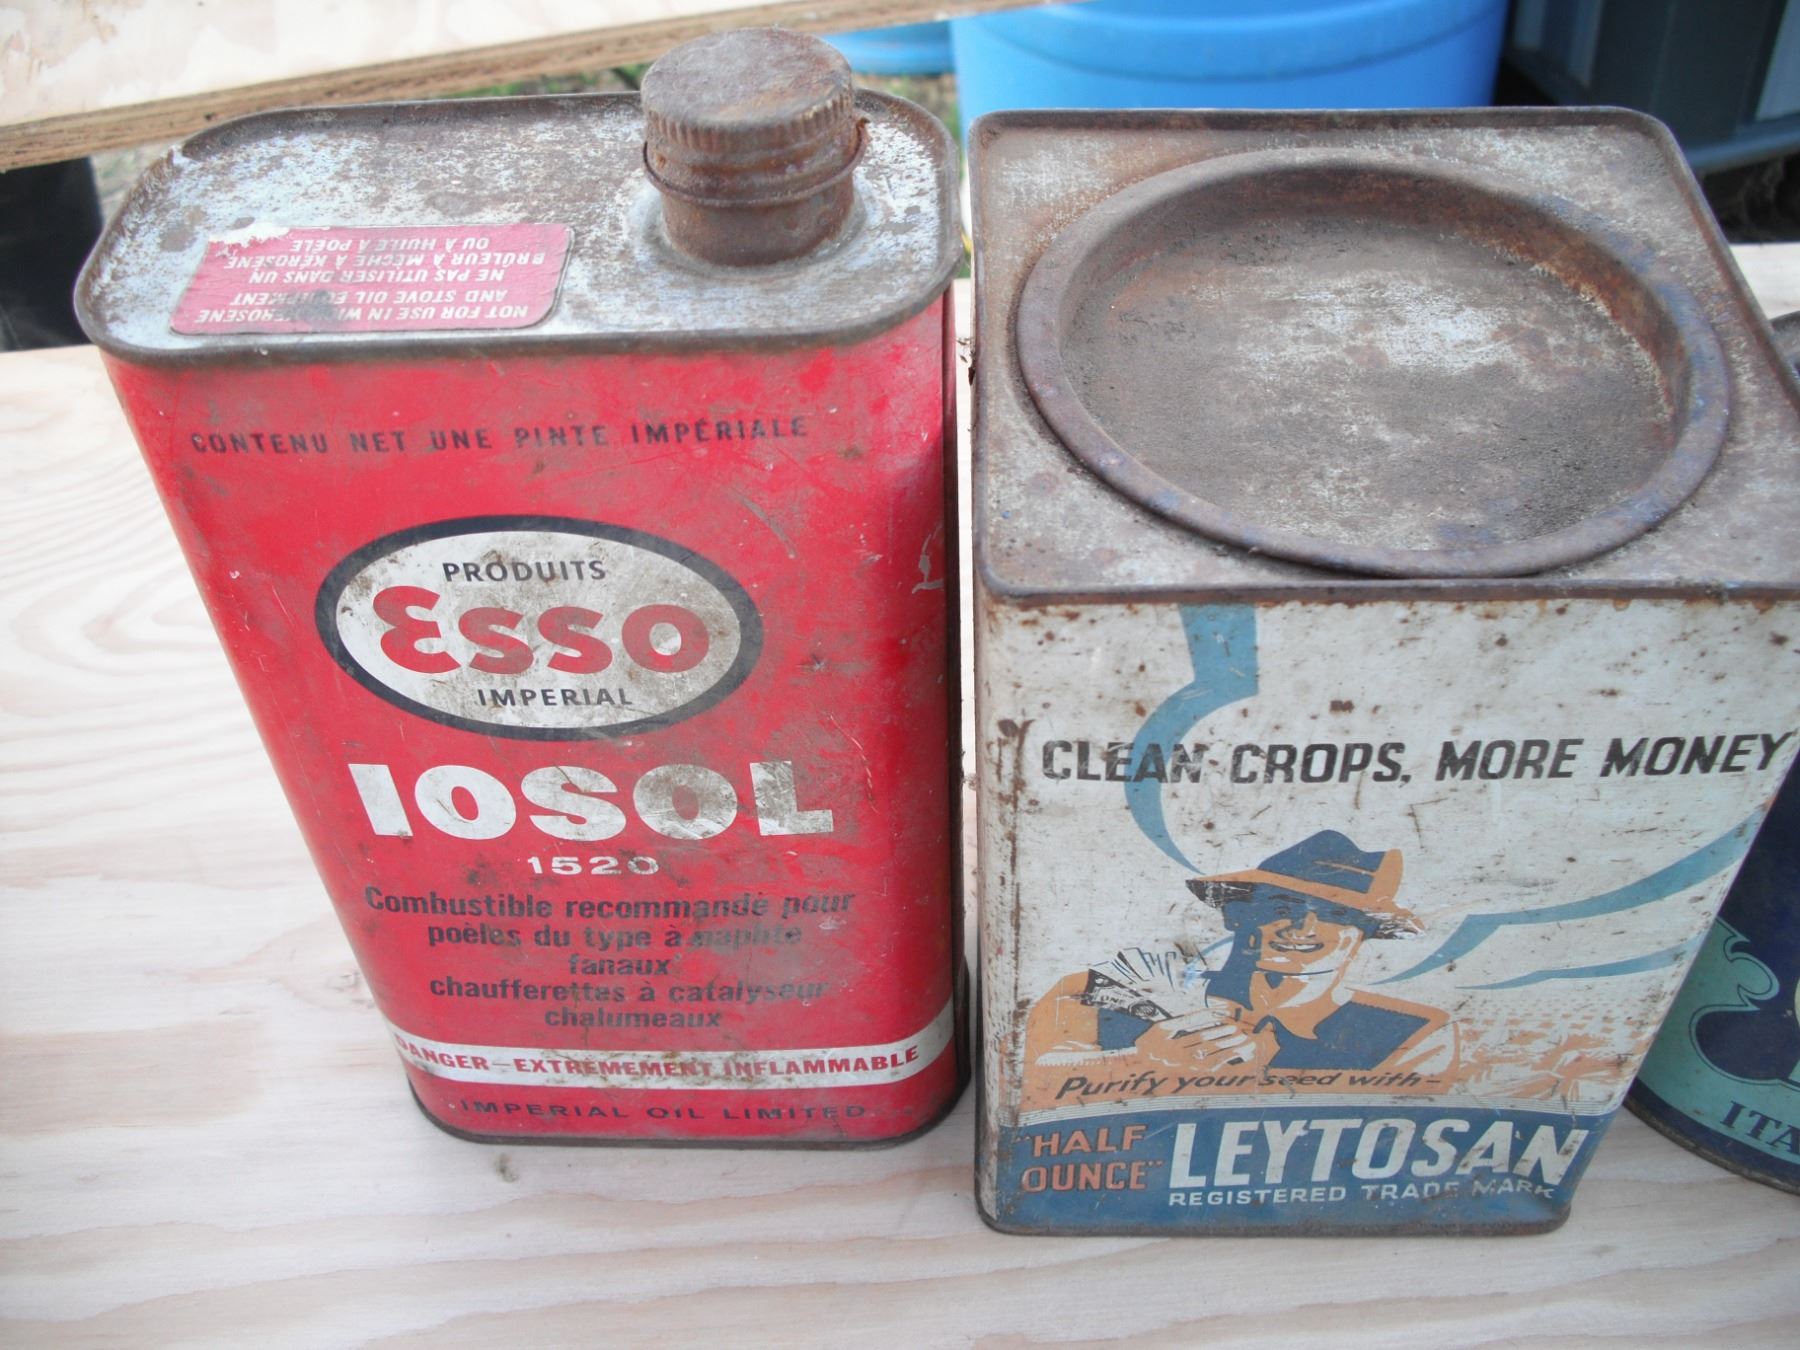 NOT FOR USE IN WICK KEROSENE
AND STOVE OIL EQUIPMENT
NE PAS UTILISER DANS UN
BRÛLEUR A MÈCHE À KÉROSÈNE
OU À HUILE À POÊLE
CONTENU NET UNE PINTE IMPÉRIALE
PRODUITS
Esso
IMPERIAL
IOSOL
1520
Combustible recommandé pour
poêles du type à naphte
fanaux
chaufferettes à catalyseur
chalumeaux
DANGER—EXTRÊMEMENT INFLAMMABLE
IMPERIAL OIL LIMITED
CLEAN CROPS, MORE MONEY
Purify your seed with-
"HALF
OUNCE"
LEYTOSAN
REGISTERED TRADE MARK
ITA